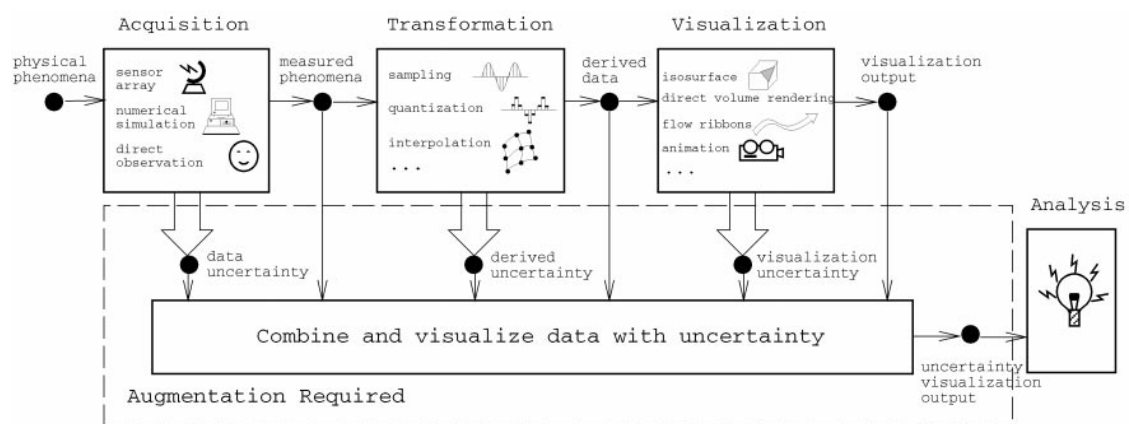 Acquisition
Transformation
Visualization
physical
phenomena
sensor
array
numerical
simulation
direct
observation
measured
phenomena
sampling
quantization
interpolation
. . .
derived
data
isosurface
direct volume rendering
flow ribbons
animation
. . .
visualization
output
data
uncertainty
derived
uncertainty
visualization
uncertainty
Analysis
Combine and visualize data with uncertainty
uncertainty
visualization
output
Augmentation Required